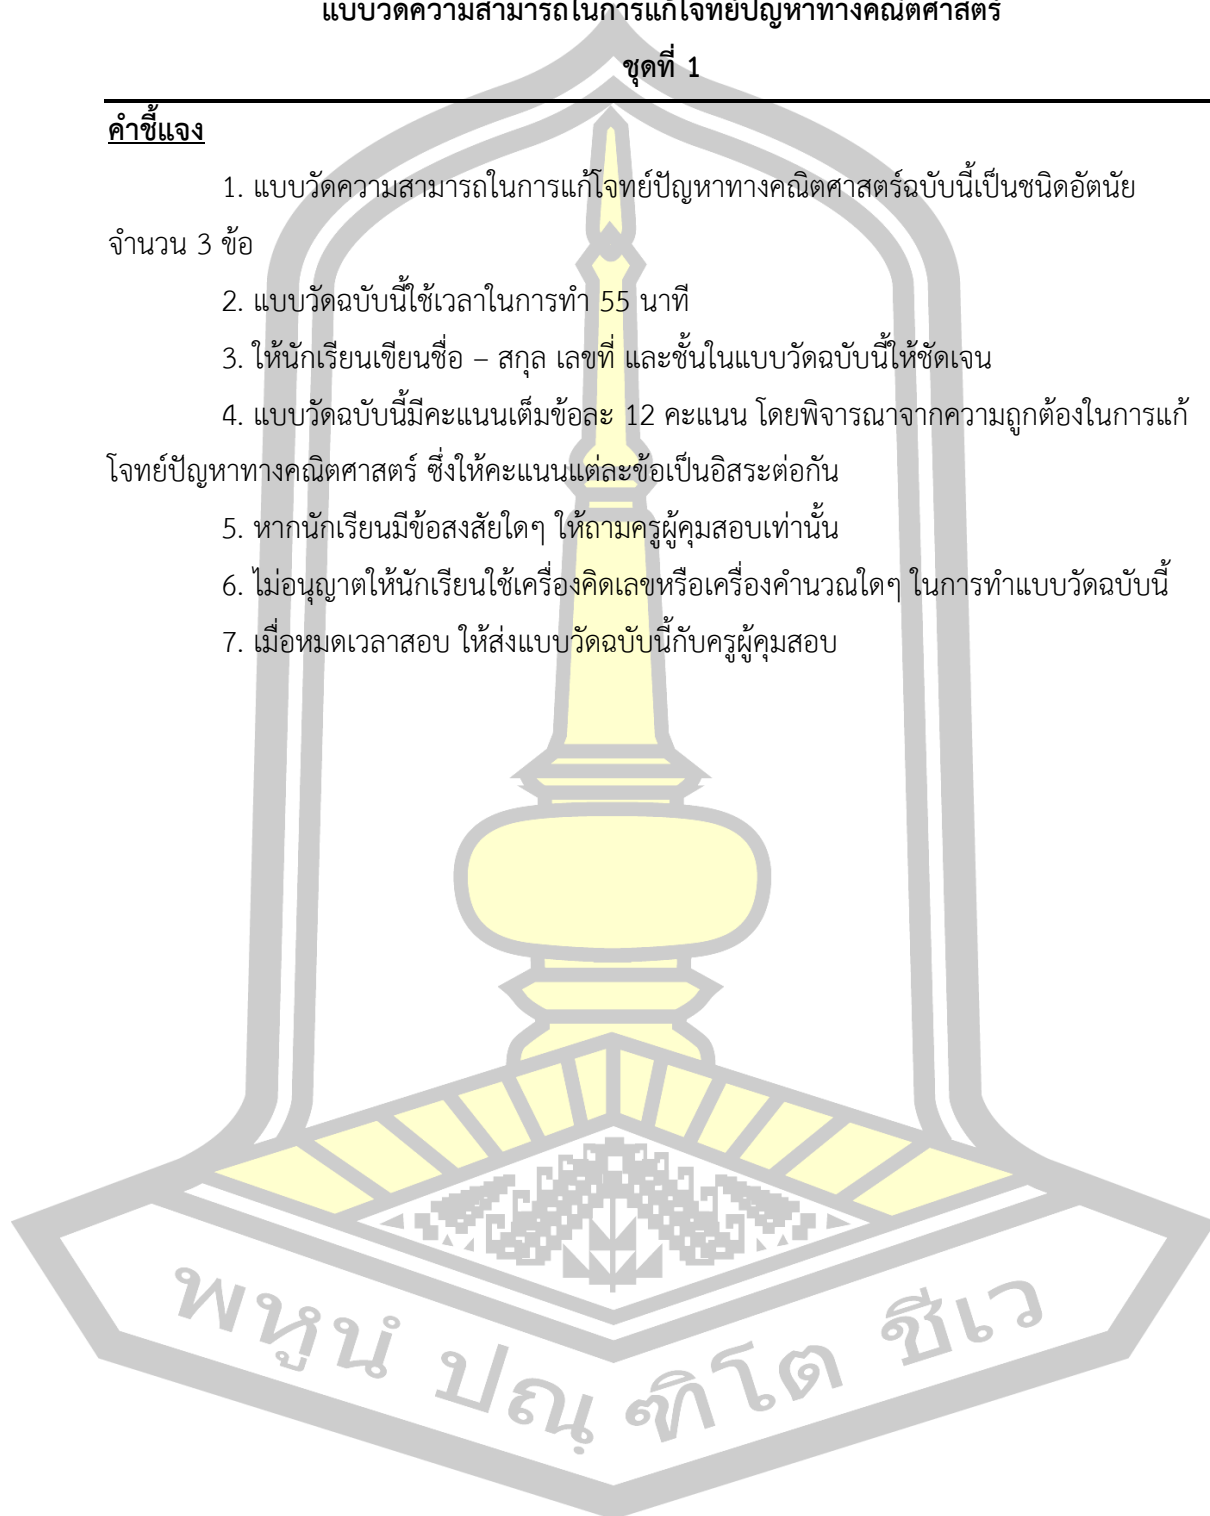 แบบวัดความสามารถในการแก้โจทย์ปัญหาทางคณิตศาสตร์
ชุดที่ 1
คำชี้แจง
1. แบบวัดความสามารถในการแก้โจทย์ปัญหาทางคณิตศาสตร์ฉบับนี้เป็นชนิดอัตนัย
จำนวน 3 ข้อ
2. แบบวัดฉบับนี้ใช้เวลาในการทำ 55 นาที
3. ให้นักเรียนเขียนชื่อ – สกุล เลขที่ และชั้นในแบบวัดฉบับนี้ให้ชัดเจน
4. แบบวัดฉบับนี้มีคะแนนเต็มข้อละ 12 คะแนน โดยพิจารณาจากความถูกต้องในการแก้
โจทย์ปัญหาทางคณิตศาสตร์ ซึ่งให้คะแนนแต่ละข้อเป็นอิสระต่อกัน
5. หากนักเรียนมีข้อสงสัยใดๆ ให้ถามครูผู้คุมสอบเท่านั้น
6. ไม่อนุญาตให้นักเรียนใช้เครื่องคิดเลขหรือเครื่องคำนวณใดๆ ในการทำแบบวัดฉบับนี้
7. เมื่อหมดเวลาสอบ ให้ส่งแบบวัดฉบับนี้กับครูผู้คุมสอบ
พหูนํ ปณฺ ฑิโต ชีเว